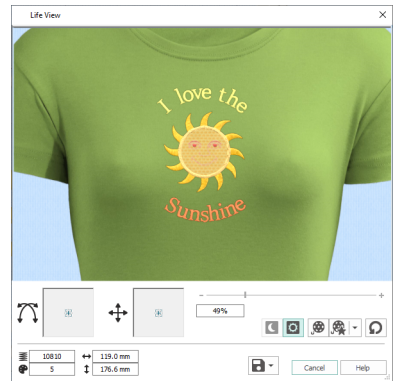 Life View
I love the
Sunshine
49%
10810
119.0 mm
5
176.6 mm
Cancel
Help